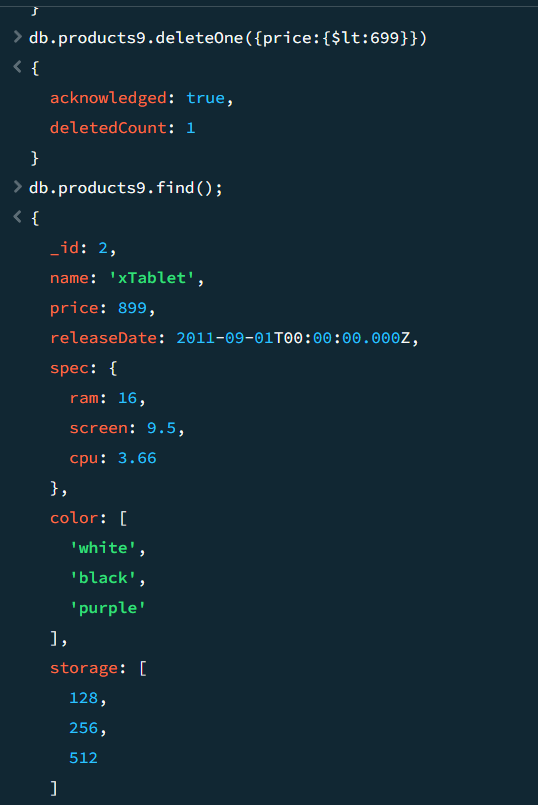 }
> db.products9.deleteOne({price:{$lt:699}})
< {
acknowledged: true,
deletedCount: 1
}
> db.products9.find();
< {
_id: 2,
name: 'xTablet',
price: 899,
releaseDate: 2011-09-01T00:00:00.000Z,
spec: {
ram: 16,
screen: 9.5,
cpu: 3.66
},
color: [
'white',
'black',
'purple'
],
storage: [
128,
256,
512
]